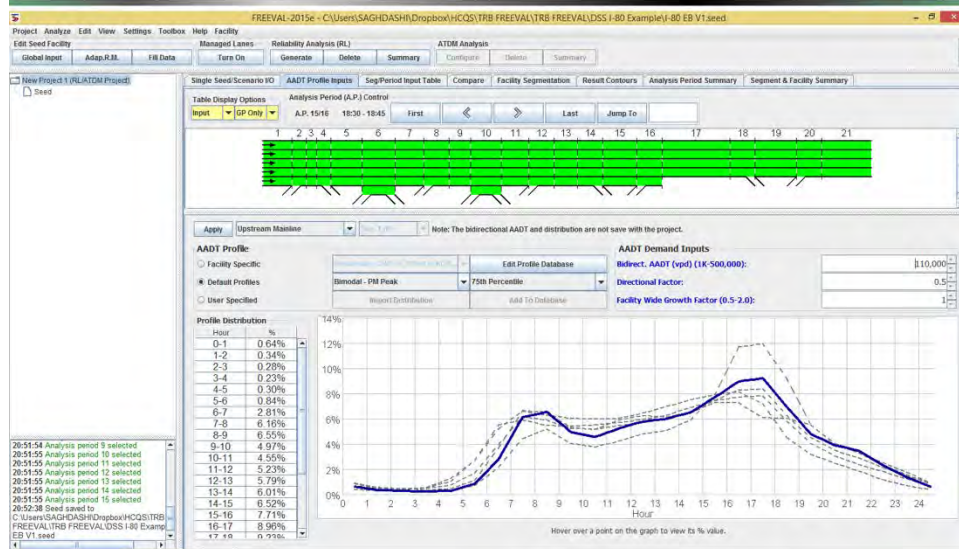 FREEVAL-2015e - C:\Users\SAGHDASHI\Dropbox\HCQS\TRB FREEVAL\TRB FREEVAL\DSS I-80 Example\I-80 EB V1.seed
Project Analyze Edit View Settings Toolbox Help Facility
Edit Seed Facility Managed Lanes Reliability Analysis (RL) ATDM Analysis
Global Input Adap.R.M. Fill Data Turn On Generate Delete Summary Configure Delete Summary
New Project 1 (RL/ATDM Project)
Seed
Single Seed/Scenario I/O AADT Profile Inputs Seg/Period Input Table Compare Facility Segmentation Result Contours Analysis Period Summary Segment & Facility Summary
Table Display Options Analysis Period (A.P.) Control
Input GP Only A.P. 15/16 18:30 - 18:45 First Last Jump To
1 2 3 4 5 6 7 8 9 10 11 12 13 14 15 16 17 18 19 20 21
Apply Upstream Mainline Note: The bidirectional AADT and distribution are not save with the project.
AADT Profile AADT Demand Inputs
Facility Specific Edit Profile Database Bidirect. AADT (vpd) (1K-500,000): 110,000
Default Profiles Bimodal - PM Peak 75th Percentile Directional Factor: 0.5
User Specified Import Distribution Add To Database Facility Wide Growth Factor (0.5-2.0): 1
Profile Distribution
Hour %
0-1 0.64%
1-2 0.34%
2-3 0.28%
3-4 0.23%
4-5 0.30%
5-6 0.84%
6-7 2.81%
7-8 6.16%
8-9 6.55%
9-10 4.97%
10-11 4.55%
11-12 5.23%
12-13 5.79%
13-14 6.01%
14-15 6.52%
15-16 7.71%
16-17 8.96%
17-18 9.23%
14%
12%
10%
8%
6%
4%
2%
0%
0 1 2 3 4 5 6 7 8 9 10 11 12 13 14 15 16 17 18 19 20 21 22 23 24
Hour
Hover over a point on the graph to view its % value.
20:51:54 Analysis period 9 selected
20:51:55 Analysis period 10 selected
20:51:55 Analysis period 11 selected
20:51:55 Analysis period 12 selected
20:51:55 Analysis period 13 selected
20:51:55 Analysis period 14 selected
20:51:55 Analysis period 15 selected
20:52:38 Seed saved to
C:\Users\SAGHDASHI\Dropbox\HCQS\TRB
FREEVAL\TRB FREEVAL\DSS I-80 Examp
EB V1.seed